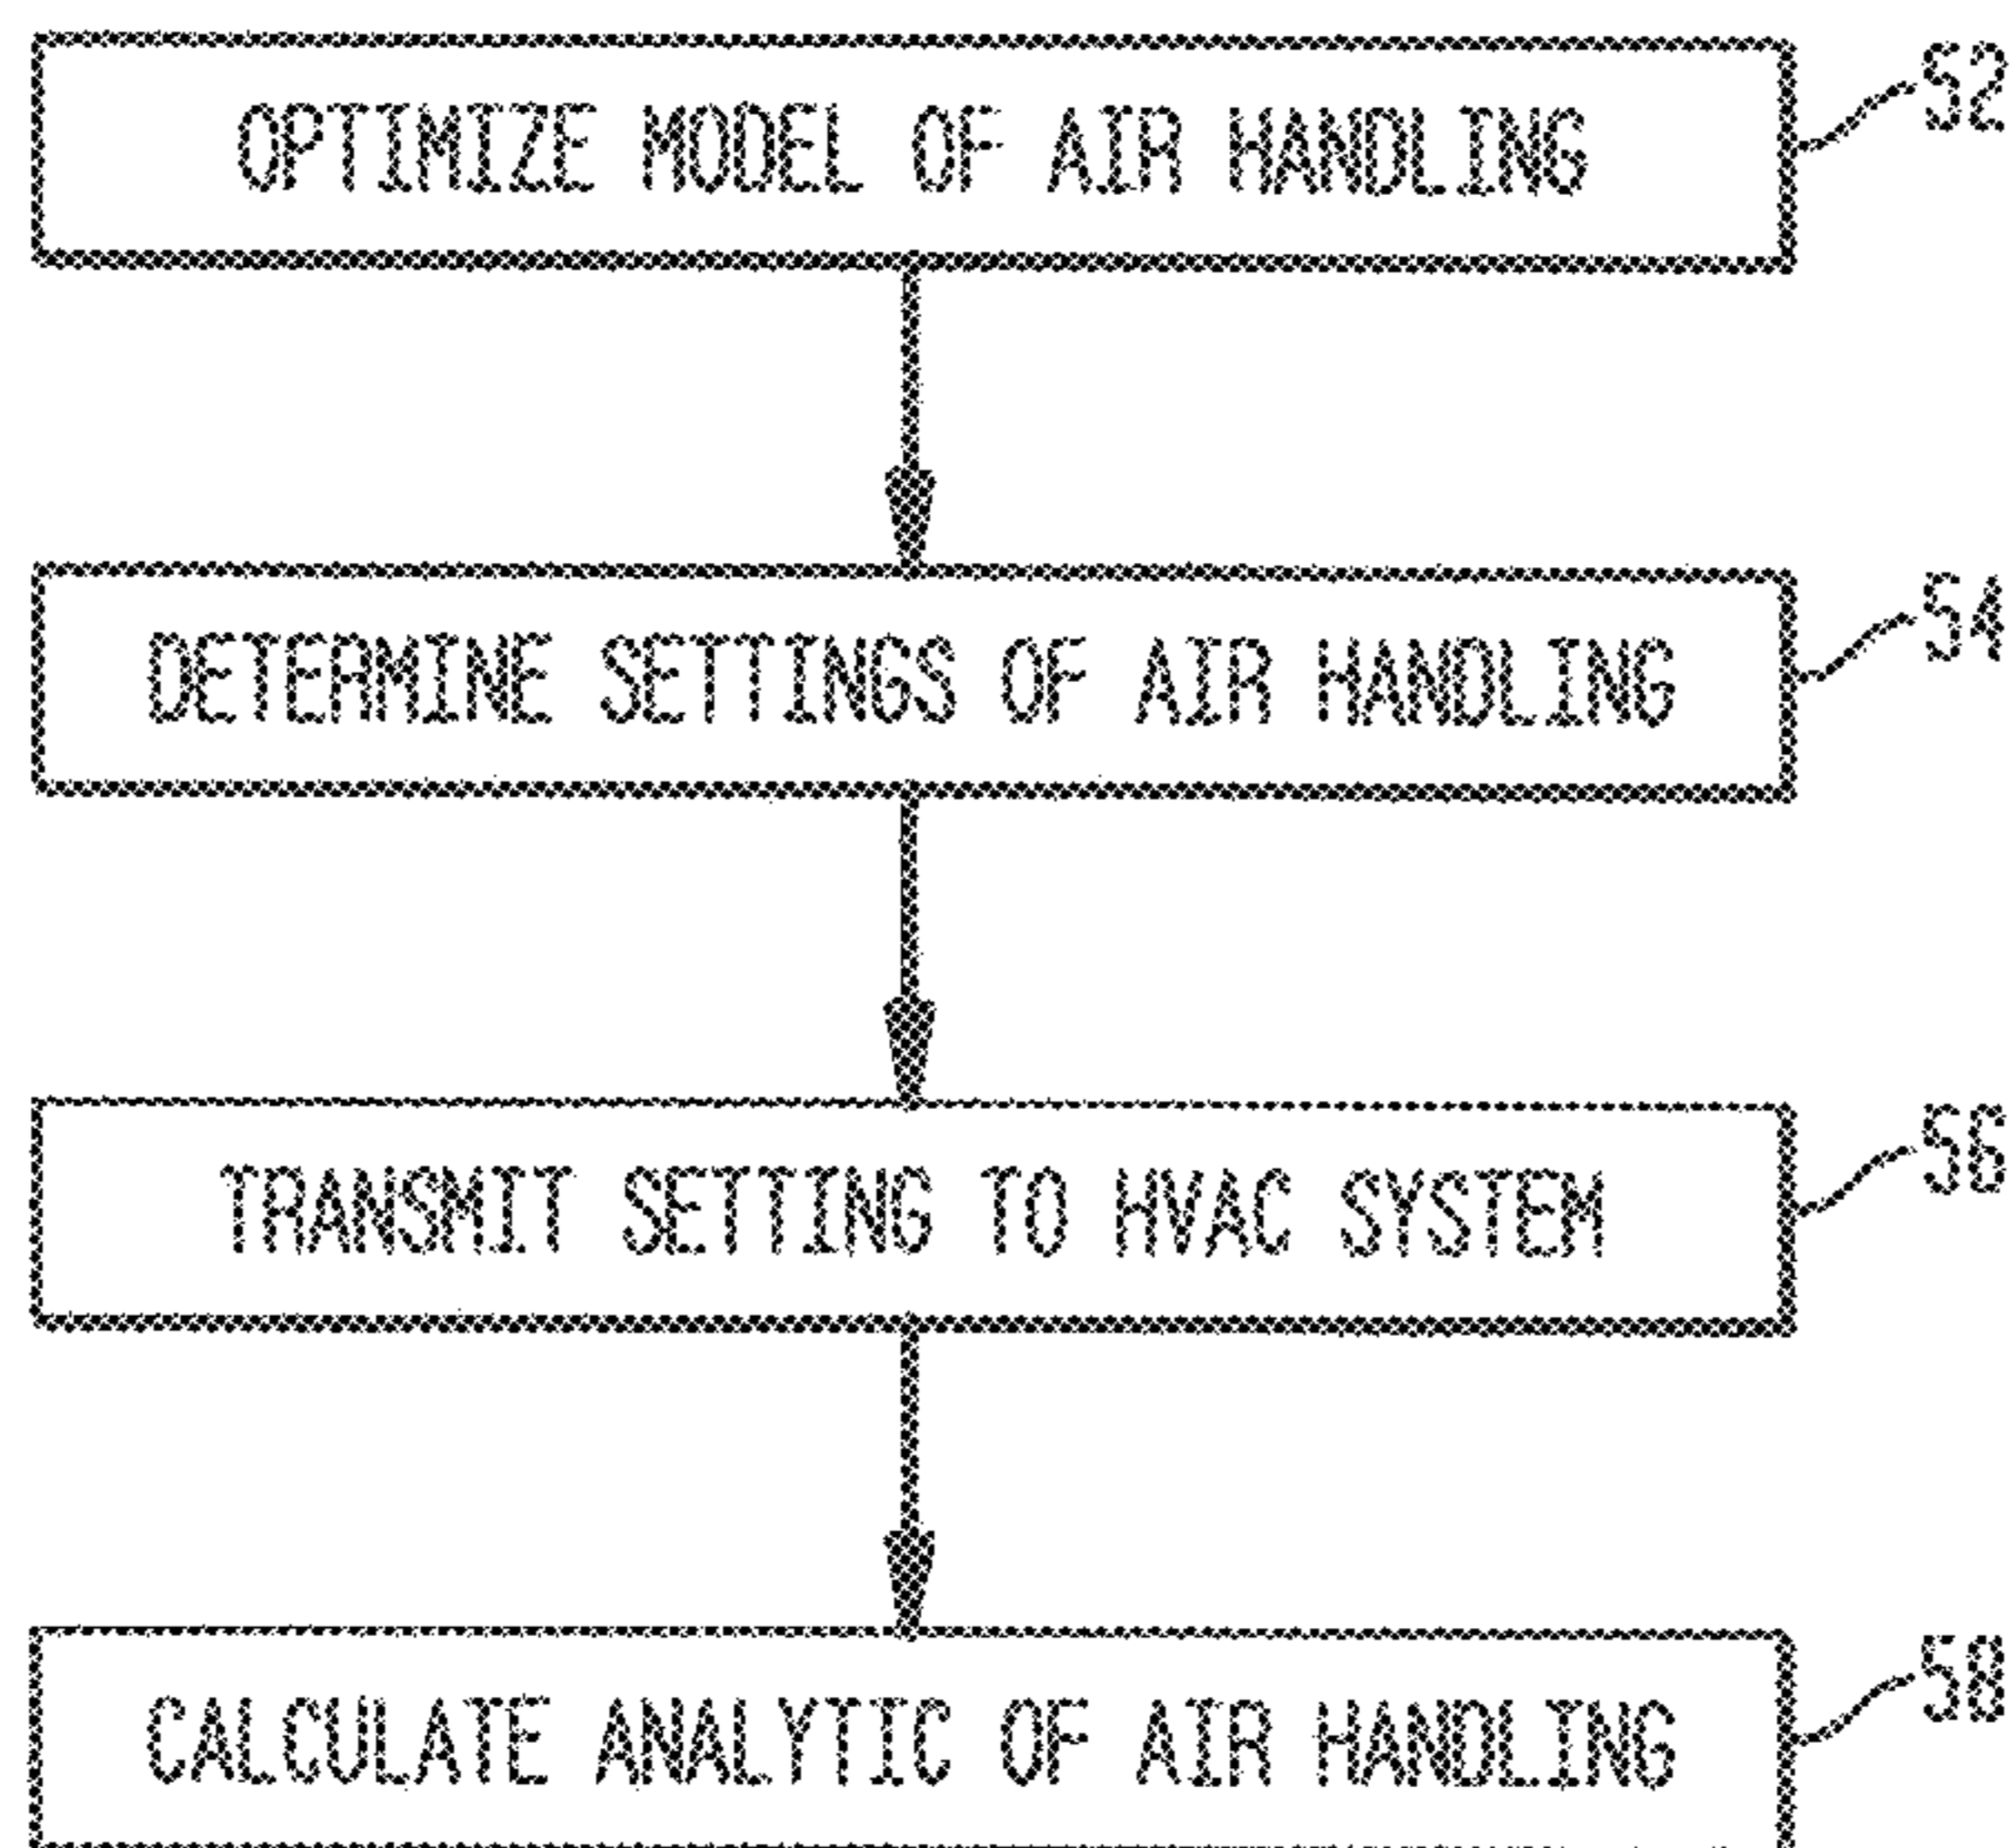 OPTIMIZE MODEL OF AIR HANDLING
52
DETERMINE SETTINGS OF AIR HANDLING
54
TRANSMIT SETTING TO HVAC SYSTEM
56
CALCULATE ANALYTIC OF AIR HANDLING
58